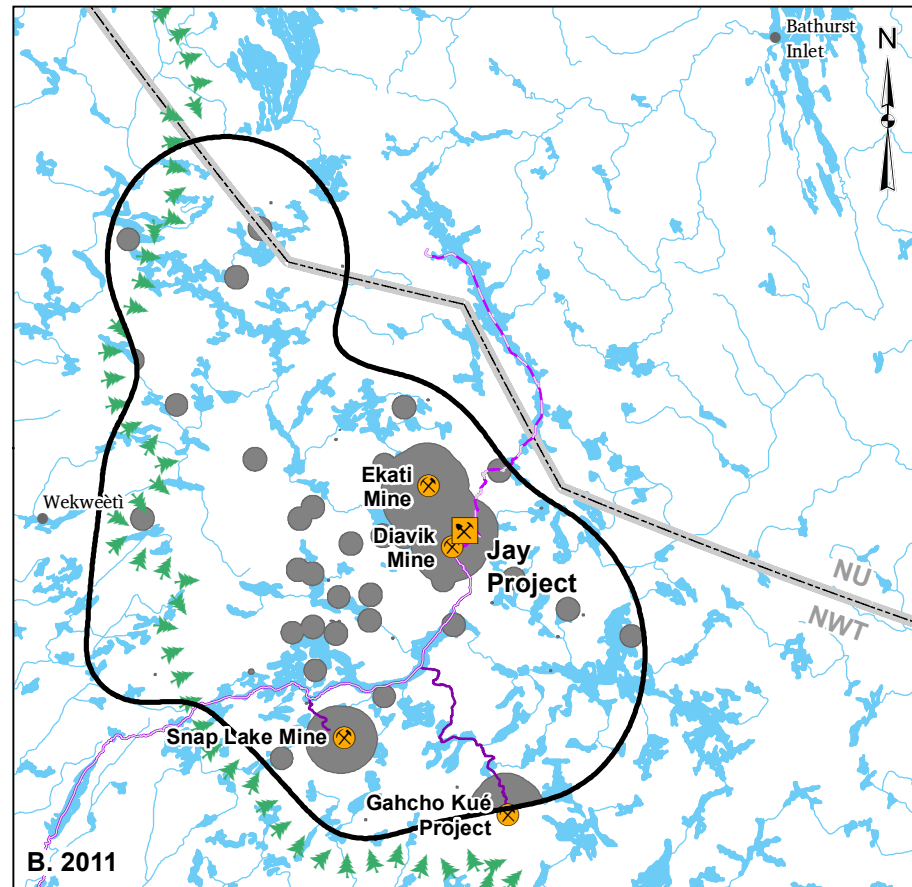 Bathurst
Inlet
N
Ekati
Mine
Wekweètì
Diavik
Mine
Jay
Project
NU
NWT
Snap Lake Mine
Gahcho Kué
Project
B. 2011